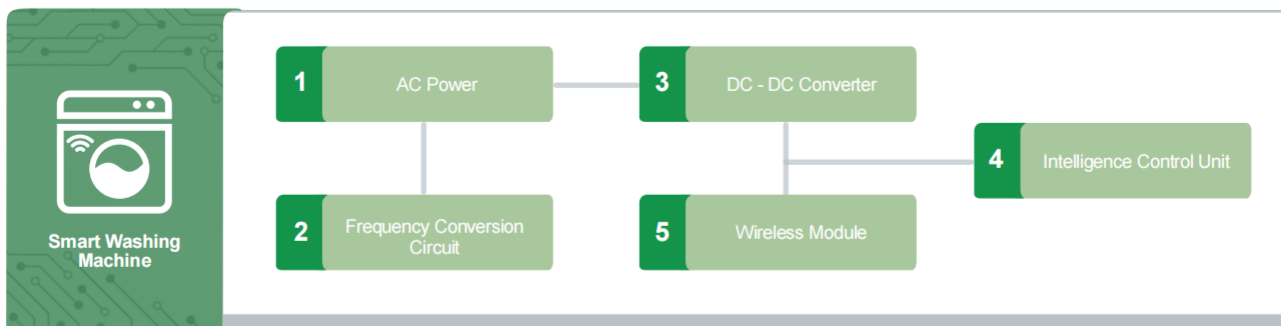 Smart Washing
Machine
1
AC Power
2
Frequency Conversion
Circuit
3
DC - DC Converter
4
Intelligence Control Unit
5
Wireless Module